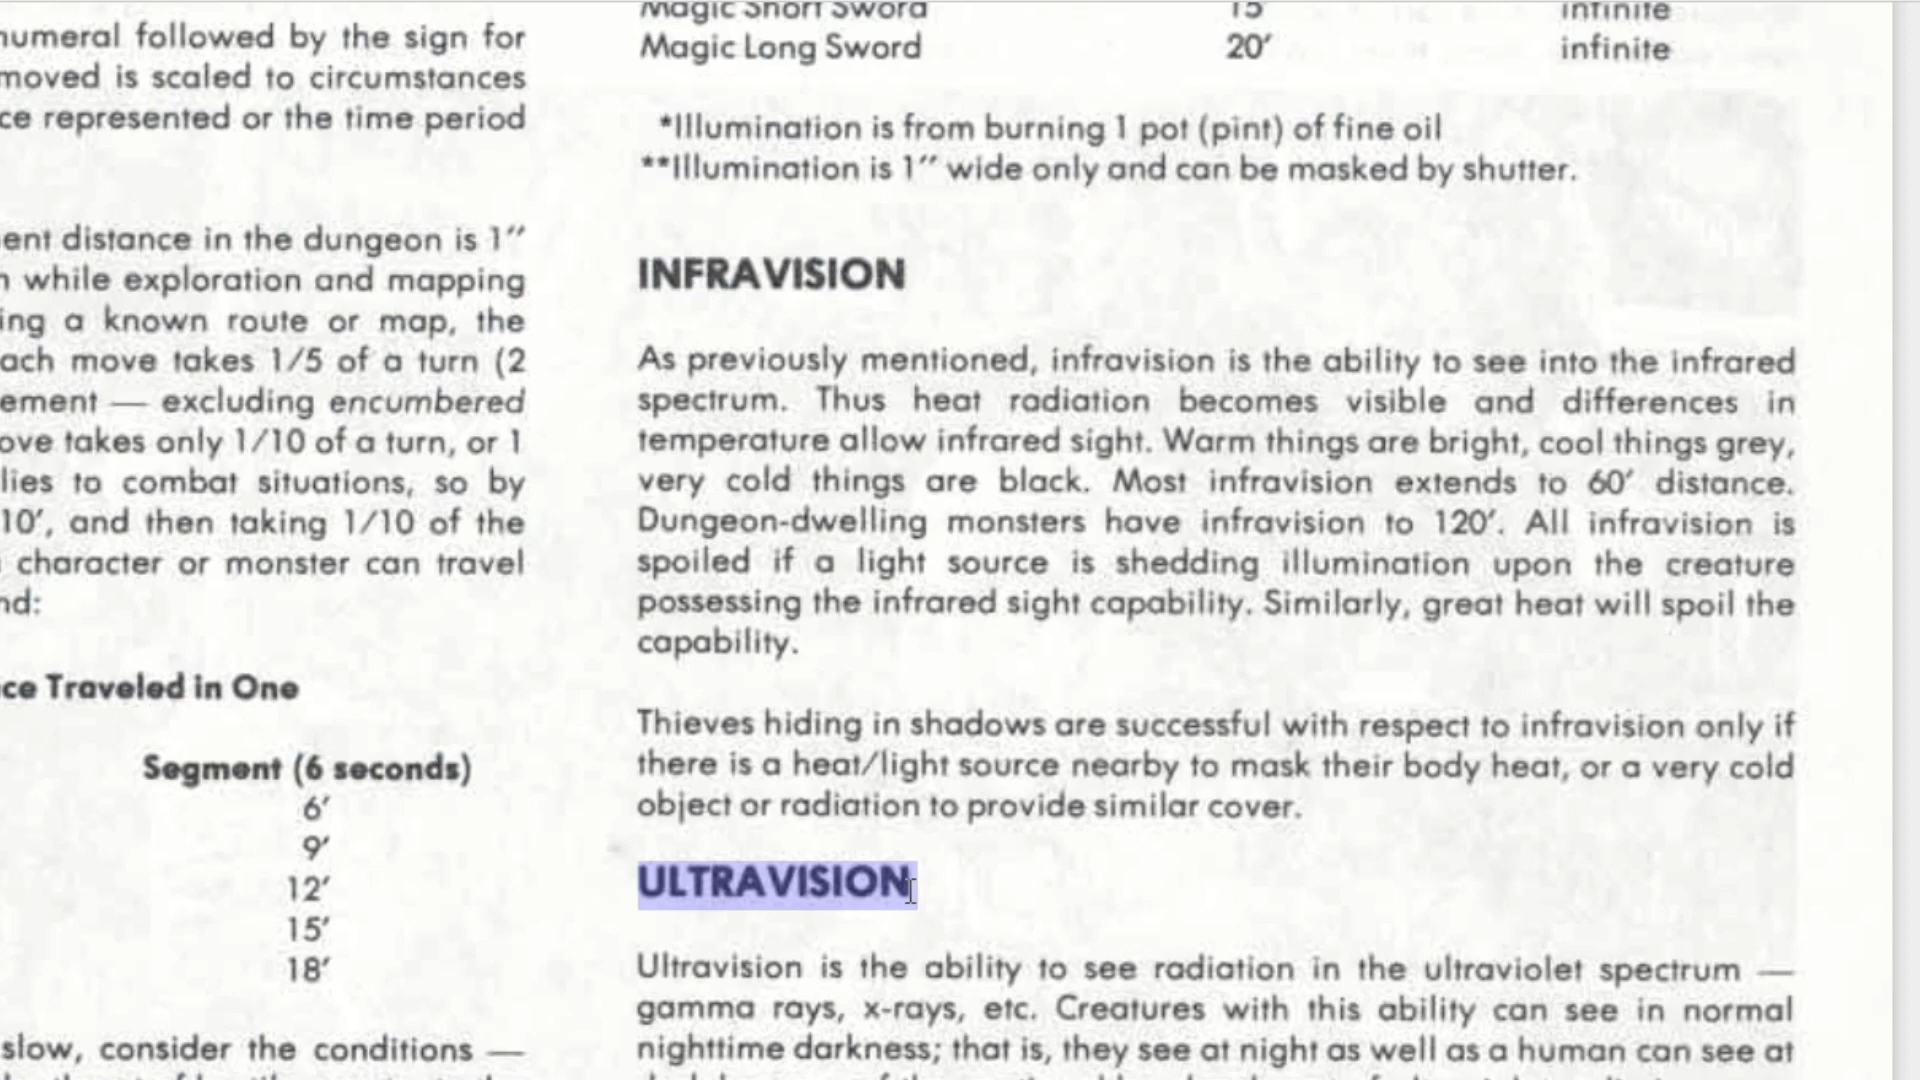 numeral followed by the sign for
moved is scaled to circumstances
ce represented or the time period
ent distance in the dungeon is 1″
while exploration and mapping
ing a known route or map, the
ach move takes 1/5 of a turn (2
ement — excluding encumbered
ove takes only 1/10 of a turn, or 1
lies to combat situations, so by
10′, and then taking 1/10 of the
character or monster can travel
nd:
ce Traveled in One
Segment (6 seconds)
6′
9′
12′
15′
18′
slow, consider the conditions —
Magic Short Sword 15′ infinite
Magic Long Sword 20′ infinite
*Illumination is from burning 1 pot (pint) of fine oil
**Illumination is 1″ wide only and can be masked by shutter.
INFRAVISION
As previously mentioned, infravision is the ability to see into the infrared
spectrum. Thus heat radiation becomes visible and differences in
temperature allow infrared sight. Warm things are bright, cool things grey,
very cold things are black. Most infravision extends to 60′ distance.
Dungeon-dwelling monsters have infravision to 120′. All infravision is
spoiled if a light source is shedding illumination upon the creature
possessing the infrared sight capability. Similarly, great heat will spoil the
capability.
Thieves hiding in shadows are successful with respect to infravision only if
there is a heat/light source nearby to mask their body heat, or a very cold
object or radiation to provide similar cover.
ULTRAVISION
Ultravision is the ability to see radiation in the ultraviolet spectrum —
gamma rays, x-rays, etc. Creatures with this ability can see in normal
nighttime darkness; that is, they see at night as well as a human can see at